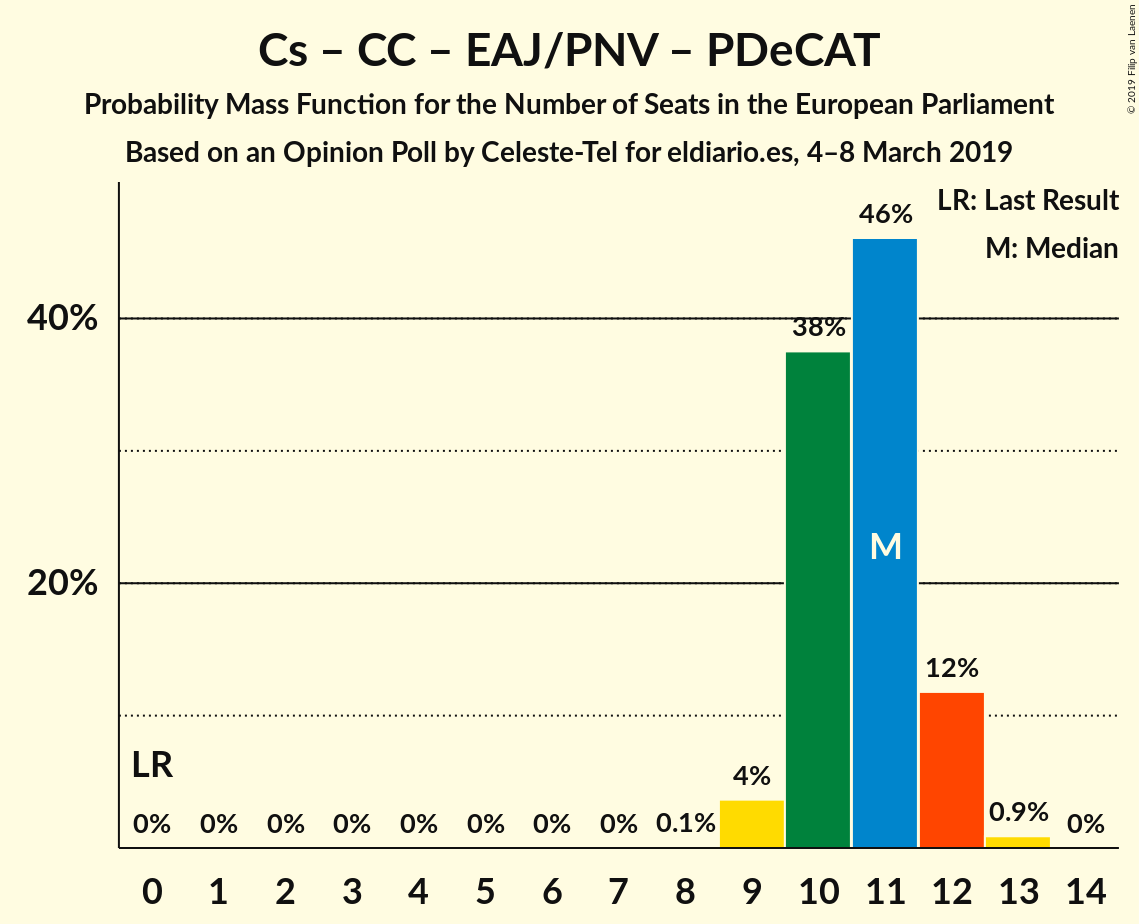 Cs – CC – EAJ/PNV – PDeCAT
Probability Mass Function for the Number of Seats in the European Parliament
Based on an Opinion Poll by Celeste-Tel for eldiario.es, 4–8 March 2019
© 2019 Filip van Laenen
LR: Last Result
M: Median
46%
40%
38%
M
20%
12%
LR
4%
0% 0% 0% 0% 0% 0% 0% 0% 0.1% 0.9% 0%
0 1 2 3 4 5 6 7 8 9 10 11 12 13 14